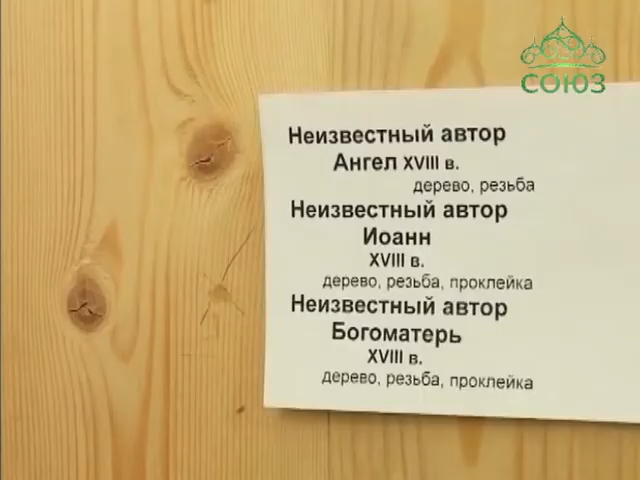 СОЮЗ
Неизвестный автор
Ангел XVIII в.
дерево, резьба
Неизвестный автор
Иоанн
XVIII в.
дерево, резьба, проклейка
Неизвестный автор
Богоматерь
XVIII в.
дерево, резьба, проклейка